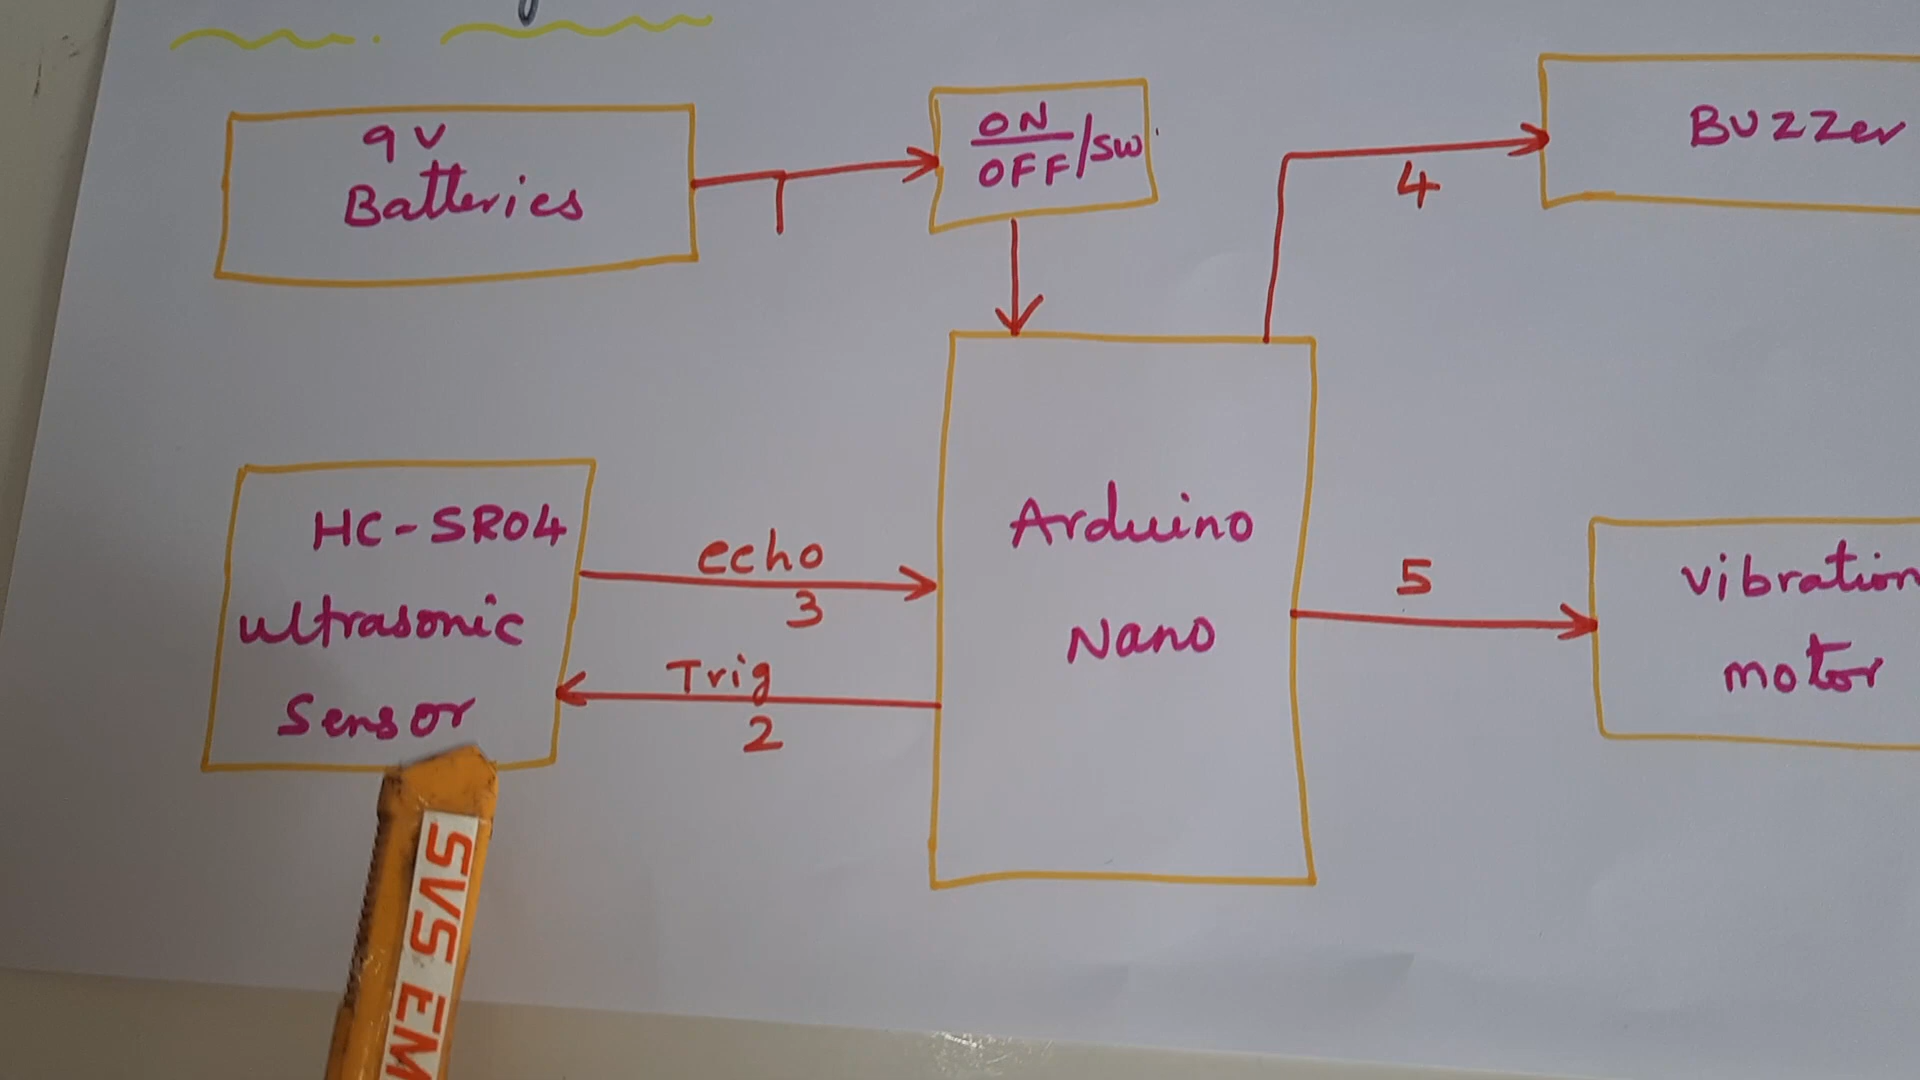 9V
Batteries
ON
OFF/SW
BUZZer
4
HC-SR04
ultrasonic
Sensor
echo
3
Trig
2
Arduino
Nano
5
vibration
motor
SVS EM